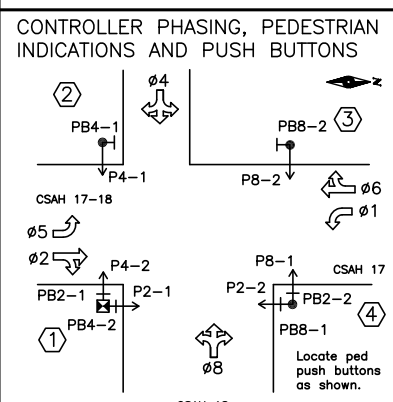 CONTROLLER PHASING, PEDESTRIAN
INDICATIONS AND PUSH BUTTONS
2
ø4
N
PB4-1
PB8-2
3
P4-1
P8-2
CSAH 17-18
ø6
ø5
ø1
ø2
P4-2
P8-1
CSAH 17
PB2-1
P2-1
P2-2
PB2-2
PB4-2
PB8-1
1
4
ø8
Locate ped
push buttons
as shown.